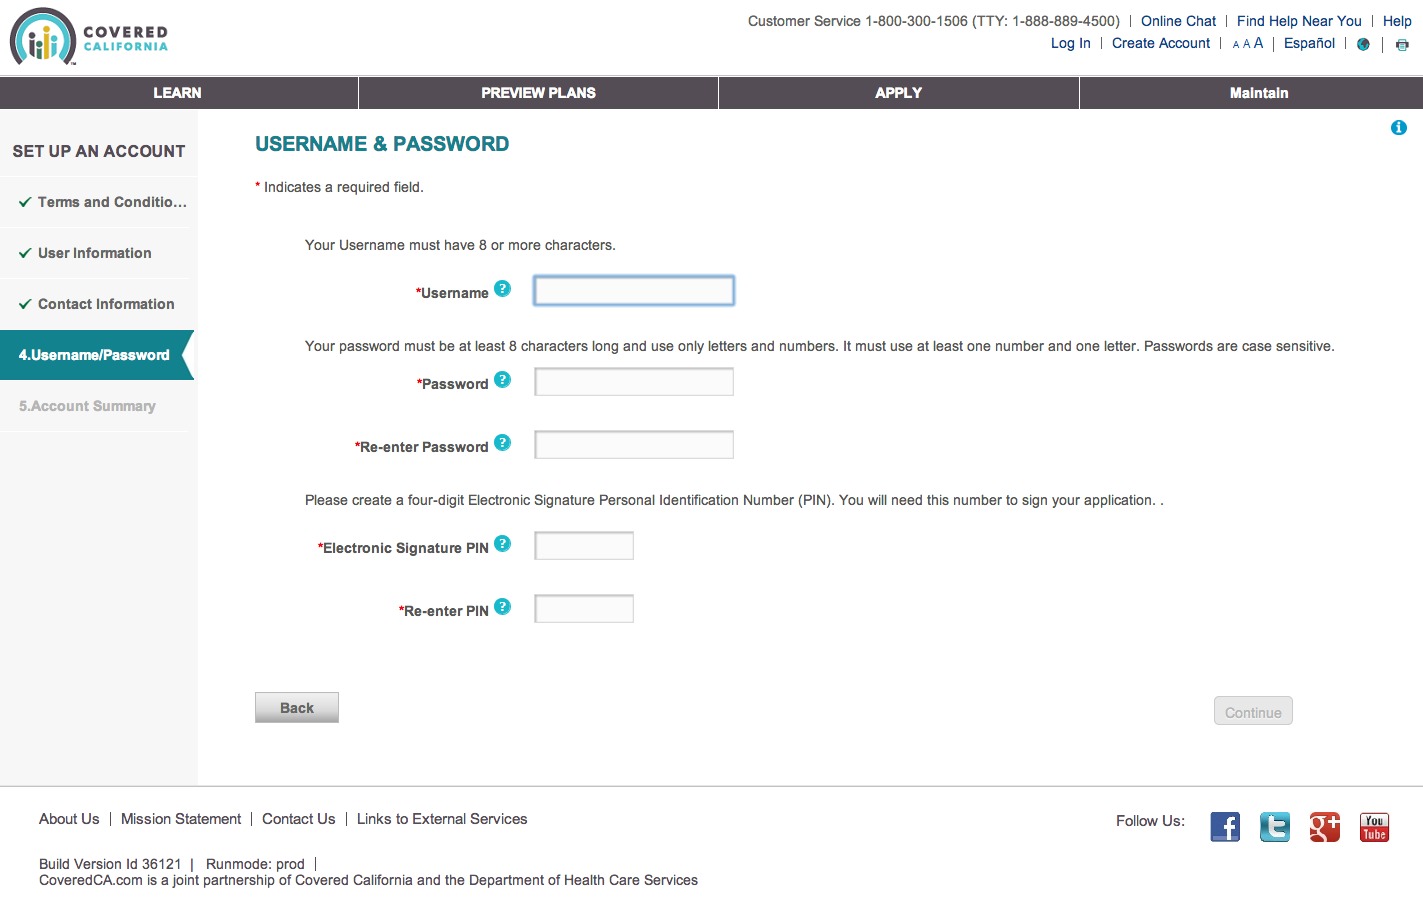 COVERED
CALIFORNIA
Customer Service 1-800-300-1506 (TTY: 1-888-889-4500) | Online Chat | Find Help Near You | Help
Log In | Create Account | A A A | Español |
LEARN
PREVIEW PLANS
APPLY
Maintain
SET UP AN ACCOUNT
Terms and Conditio...
User Information
Contact Information
4.Username/Password
5.Account Summary
USERNAME & PASSWORD
* Indicates a required field.
Your Username must have 8 or more characters.
*Username ?
Your password must be at least 8 characters long and use only letters and numbers. It must use at least one number and one letter. Passwords are case sensitive.
*Password ?
*Re-enter Password ?
Please create a four-digit Electronic Signature Personal Identification Number (PIN). You will need this number to sign your application. .
*Electronic Signature PIN ?
*Re-enter PIN ?
Back
Continue
About Us | Mission Statement | Contact Us | Links to External Services
Follow Us:
f
t
g+
You
Tube
Build Version Id 36121 | Runmode: prod |
CoveredCA.com is a joint partnership of Covered California and the Department of Health Care Services